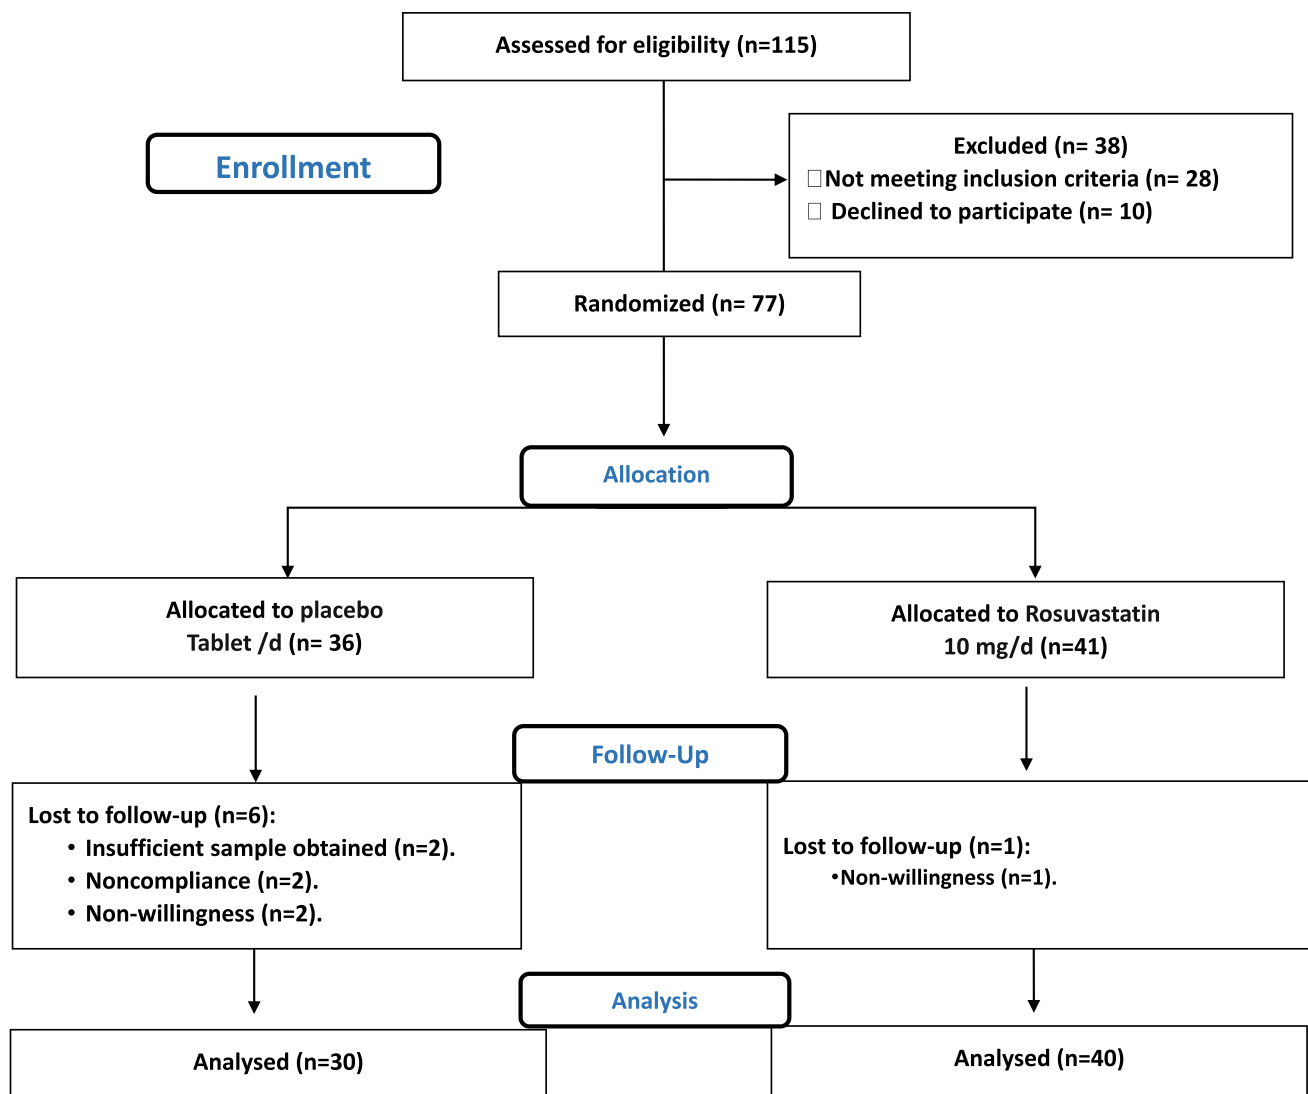 Assessed for eligibility (n=115)
Enrollment
Excluded (n= 38)
□Not meeting inclusion criteria (n= 28)
□ Declined to participate (n= 10)
Randomized (n= 77)
Allocation
Allocated to placebo
Tablet /d (n= 36)
Allocated to Rosuvastatin
10 mg/d (n=41)
Follow-Up
Lost to follow-up (n=6):
• Insufficient sample obtained (n=2).
• Noncompliance (n=2).
• Non-willingness (n=2).
Lost to follow-up (n=1):
•Non-willingness (n=1).
Analysis
Analysed (n=30)
Analysed (n=40)